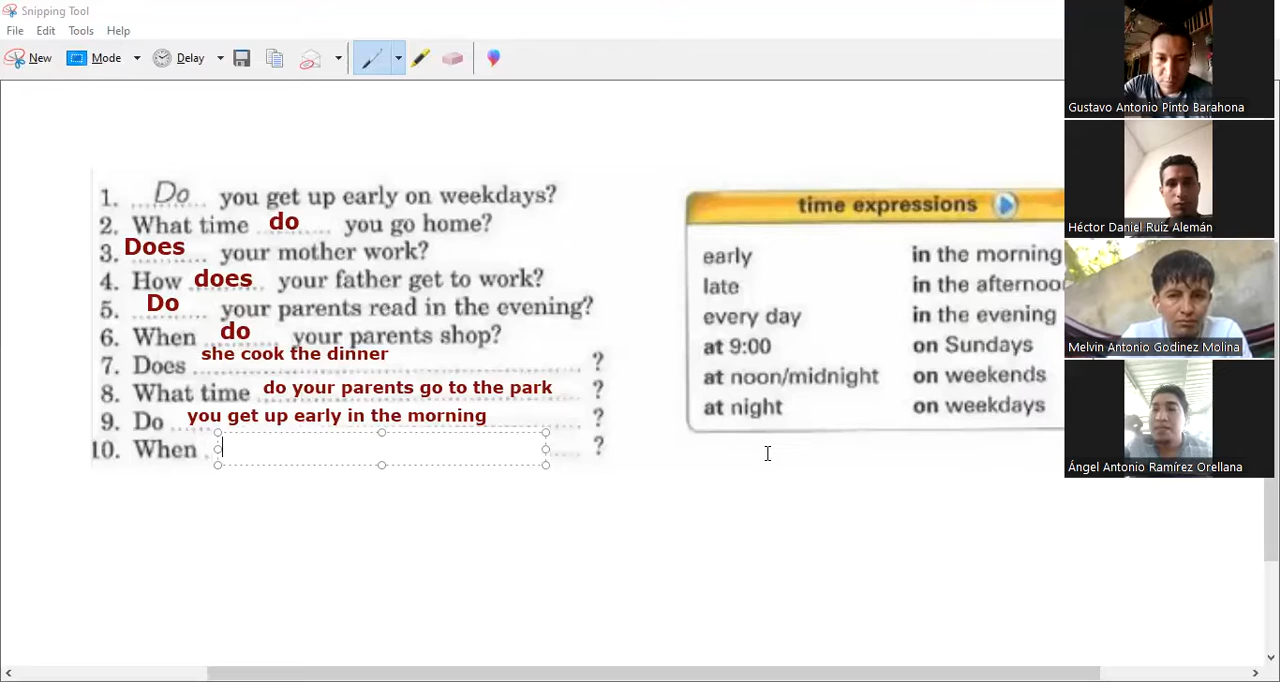 Snipping Tool
File Edit Tools Help
New Mode Delay
1. Do you get up early on weekdays?
2. What time do you go home?
3. Does your mother work?
4. How does your father get to work?
5. Do your parents read in the evening?
6. When do your parents shop?
7. Does she cook the dinner ?
8. What time do your parents go to the park ?
9. Do you get up early in the morning ?
10. When ?
time expressions
early in the morning
late in the afternoo
every day in the evening
at 9:00 on Sundays
at noon/midnight on weekends
at night on weekdays
Gustavo Antonio Pinto Barahona
Héctor Daniel Ruiz Alemán
Melvin Antonio Godinez Molina
Ángel Antonio Ramírez Orellana